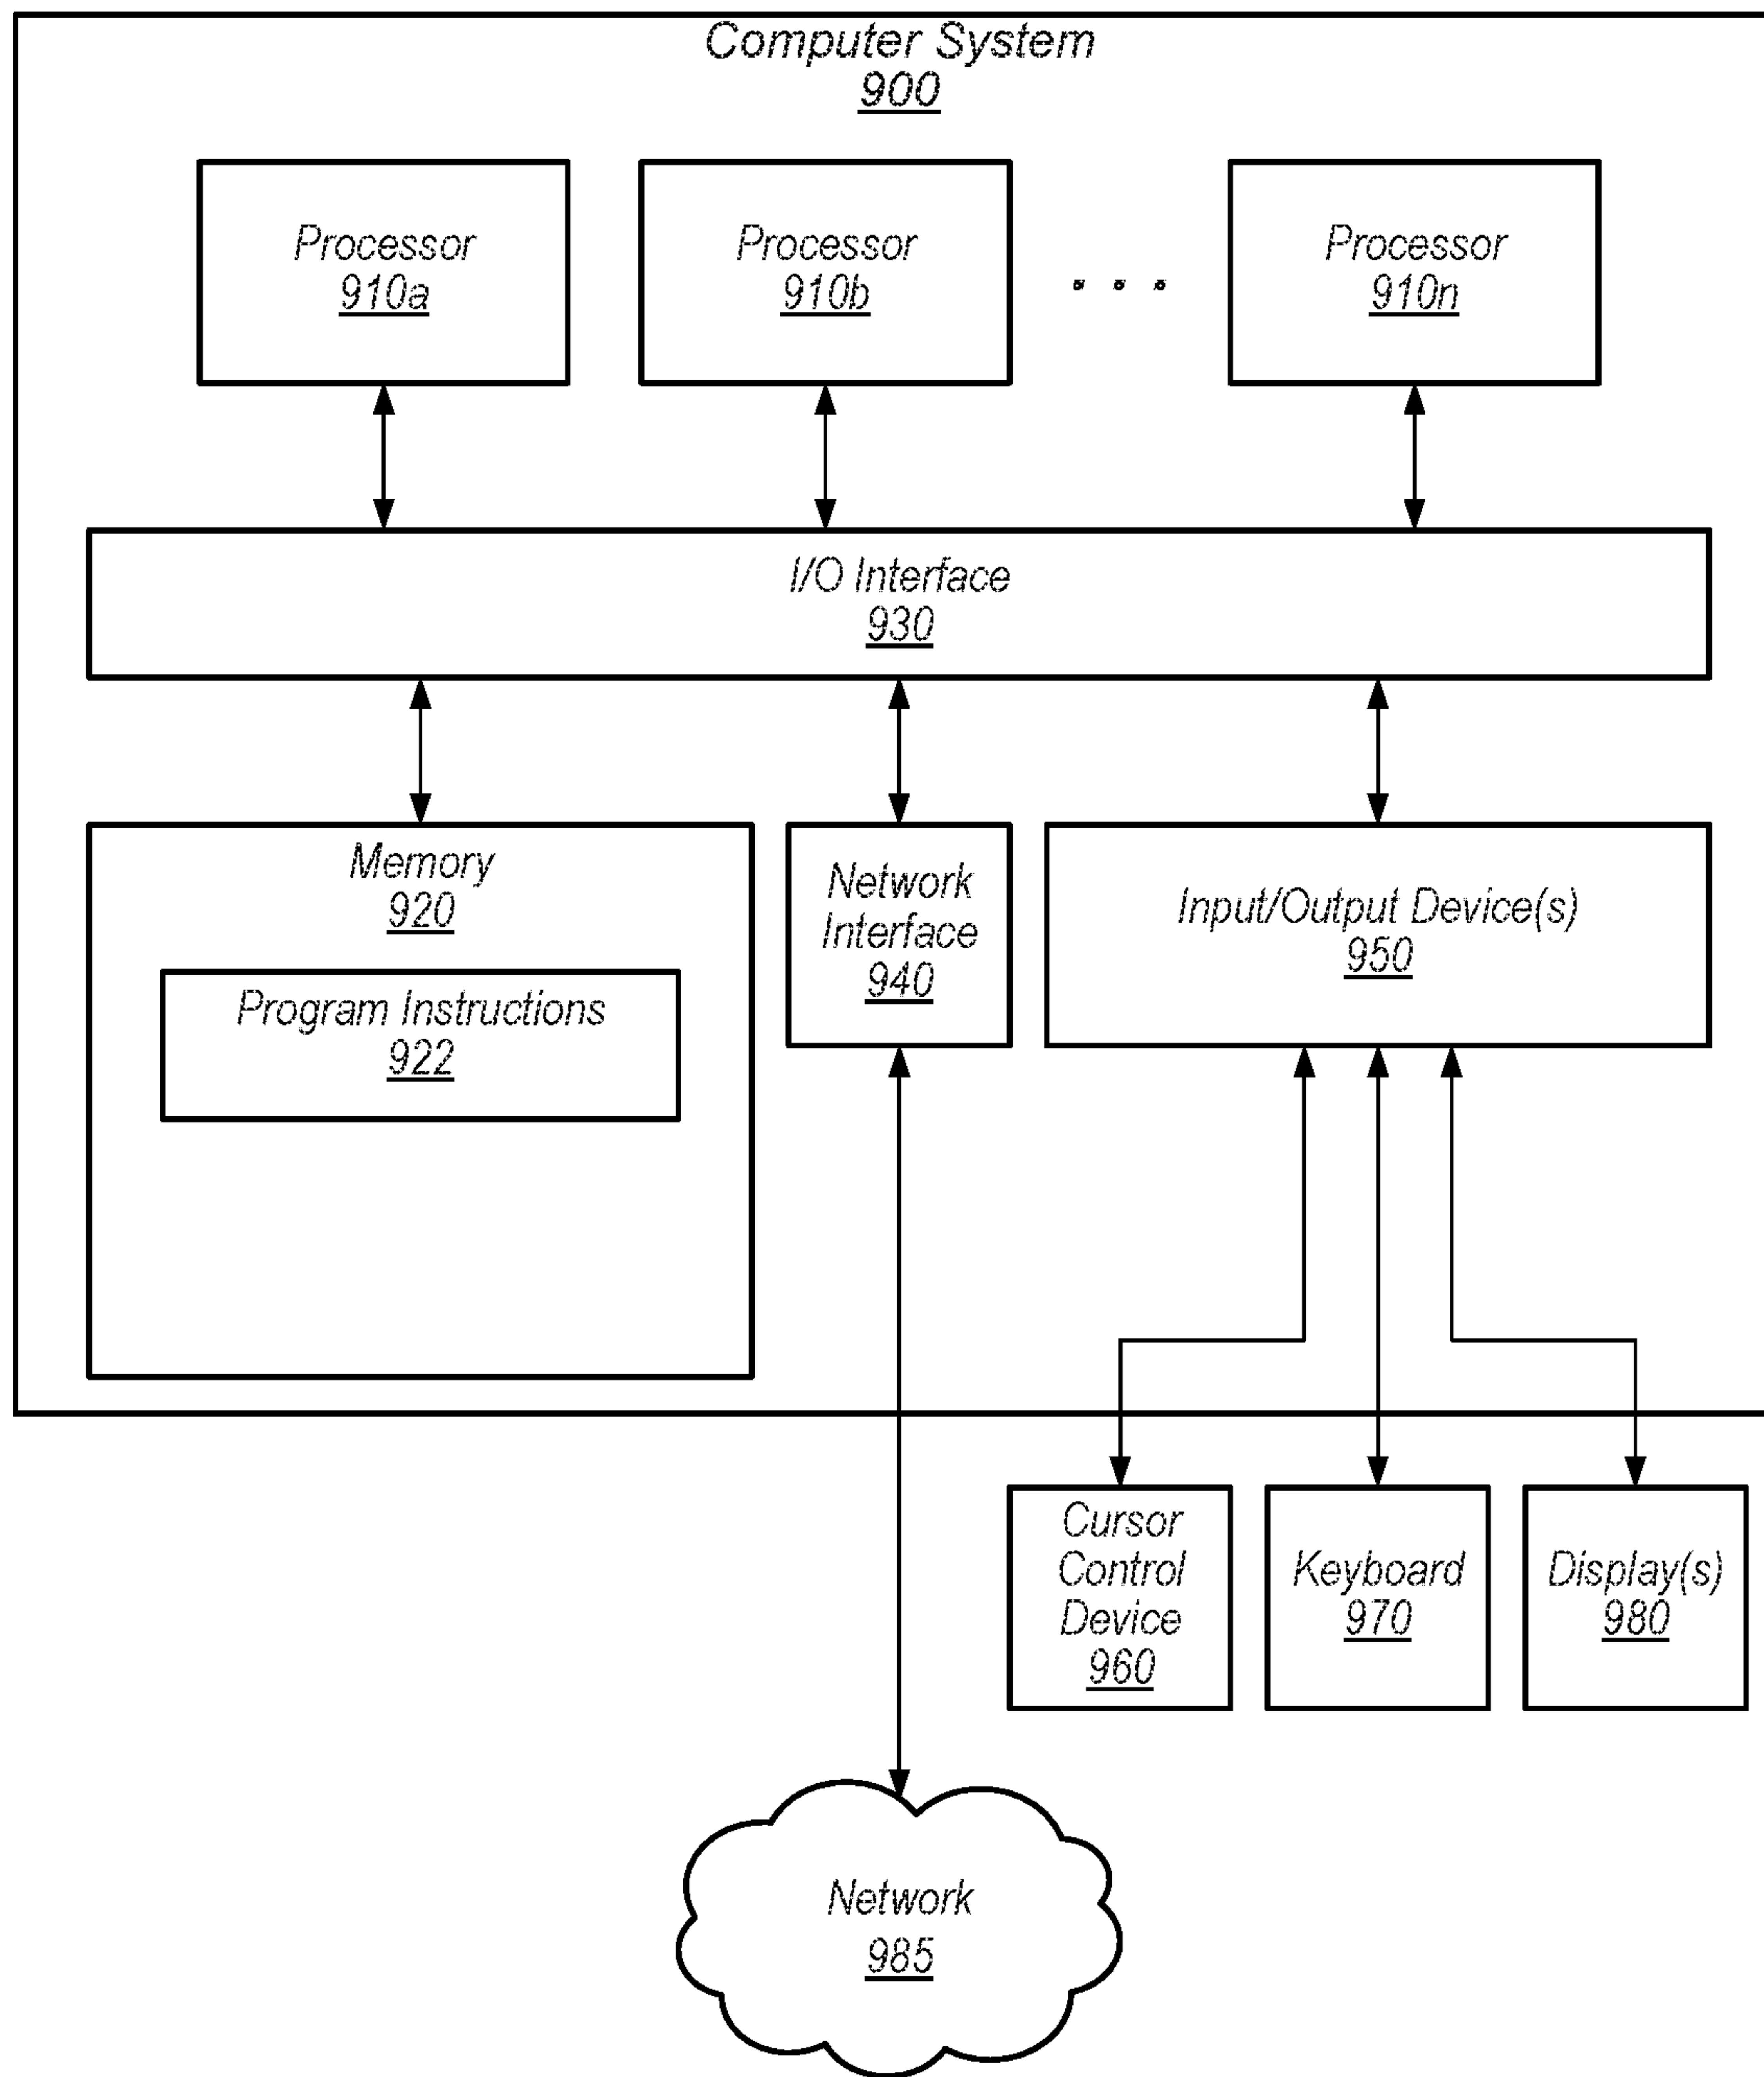 Computer System
900
Processor
910a
Processor
910b
. . .
Processor
910n
I/O Interface
930
Memory
920
Program Instructions
922
Network
Interface
940
Input/Output Device(s)
950
Cursor
Control
Device
960
Keyboard
970
Display(s)
980
Network
985